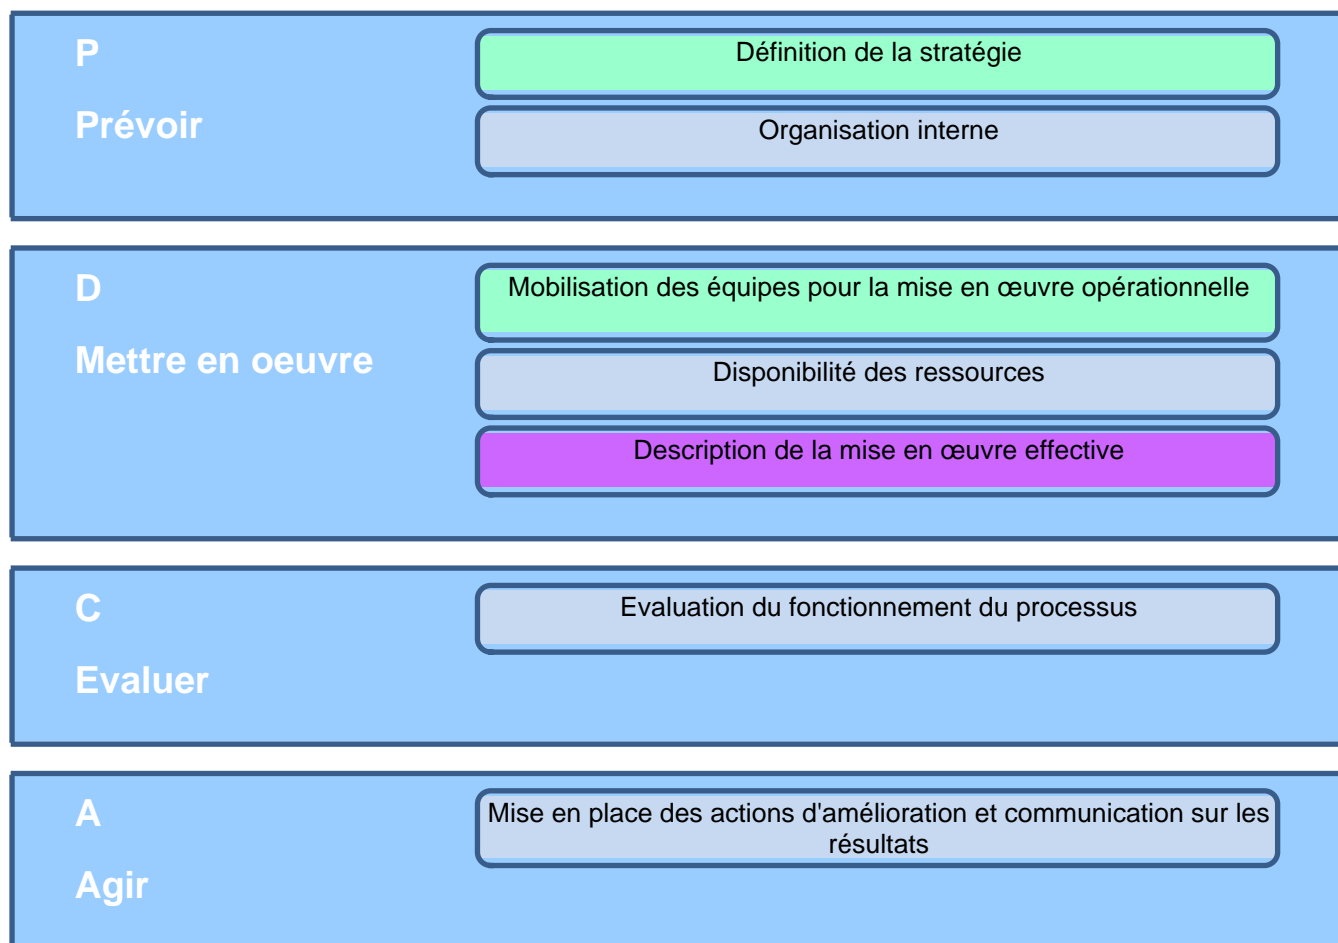 P
Prévoir
Définition de la stratégie
Organisation interne
D
Mettre en oeuvre
Mobilisation des équipes pour la mise en œuvre opérationnelle
Disponibilité des ressources
Description de la mise en œuvre effective
C
Evaluer
Evaluation du fonctionnement du processus
A
Agir
Mise en place des actions d'amélioration et communication sur les
résultats